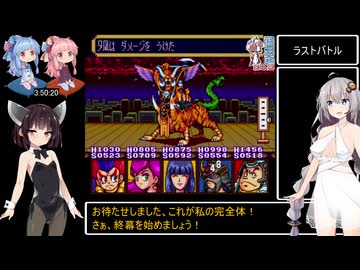 夕凪は ダメージを うけた
ラストバトル
3:50:20
H1030 H0805 H0875 H0998 H1456
S0523 S0709 S0592 S0554 S0518
8
お待たせしました、これが私の完全体！
さぁ、終幕を始めましょう！